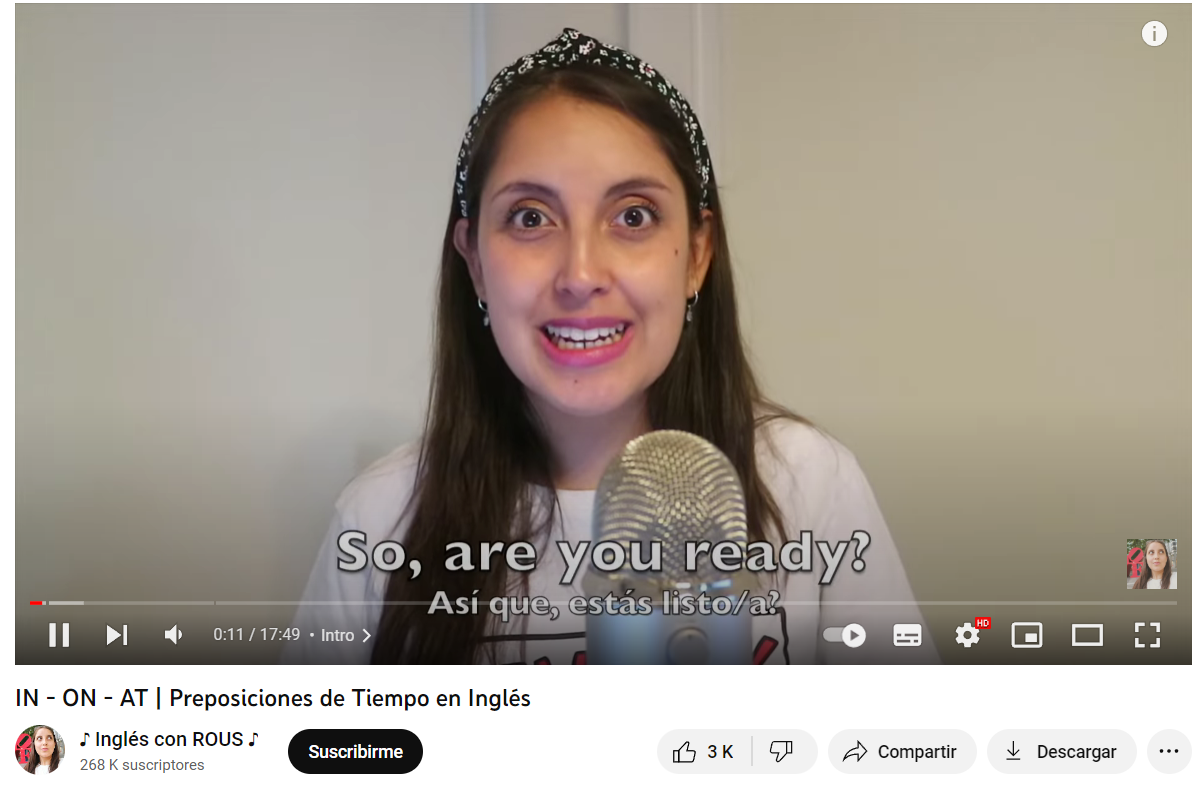 So, are you ready?
Así que, estás listo/a?
0:11 / 17:49 • Intro
HD
IN - ON - AT | Preposiciones de Tiempo en Inglés
♪ Inglés con ROUS ♪
268 K suscriptores
Suscribirme
3 K
Compartir
Descargar